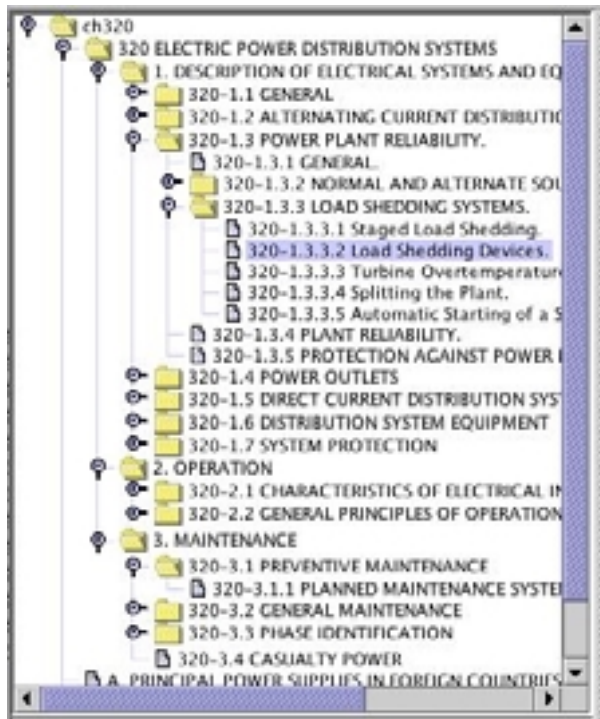 ch320
320 ELECTRIC POWER DISTRIBUTION SYSTEMS
1. DESCRIPTION OF ELECTRICAL SYSTEMS AND EQ
320-1.1 GENERAL
320-1.2 ALTERNATING CURRENT DISTRIBUTIO
320-1.3 POWER PLANT RELIABILITY.
320-1.3.1 GENERAL.
320-1.3.2 NORMAL AND ALTERNATE SOU
320-1.3.3 LOAD SHEDDING SYSTEMS.
320-1.3.3.1 Staged Load Shedding.
320-1.3.3.2 Load Shedding Devices.
320-1.3.3.3 Turbine Overtemperature
320-1.3.3.4 Splitting the Plant.
320-1.3.3.5 Automatic Starting of a S
320-1.3.4 PLANT RELIABILITY.
320-1.3.5 PROTECTION AGAINST POWER
320-1.4 POWER OUTLETS
320-1.5 DIRECT CURRENT DISTRIBUTION SYS
320-1.6 DISTRIBUTION SYSTEM EQUIPMENT
320-1.7 SYSTEM PROTECTION
2. OPERATION
320-2.1 CHARACTERISTICS OF ELECTRICAL IN
320-2.2 GENERAL PRINCIPLES OF OPERATION
3. MAINTENANCE
320-3.1 PREVENTIVE MAINTENANCE
320-3.1.1 PLANNED MAINTENANCE SYSTE
320-3.2 GENERAL MAINTENANCE
320-3.3 PHASE IDENTIFICATION
320-3.4 CASUALTY POWER
A. PRINCIPAL POWER SUPPLIES IN FOREIGN COUNTRIES